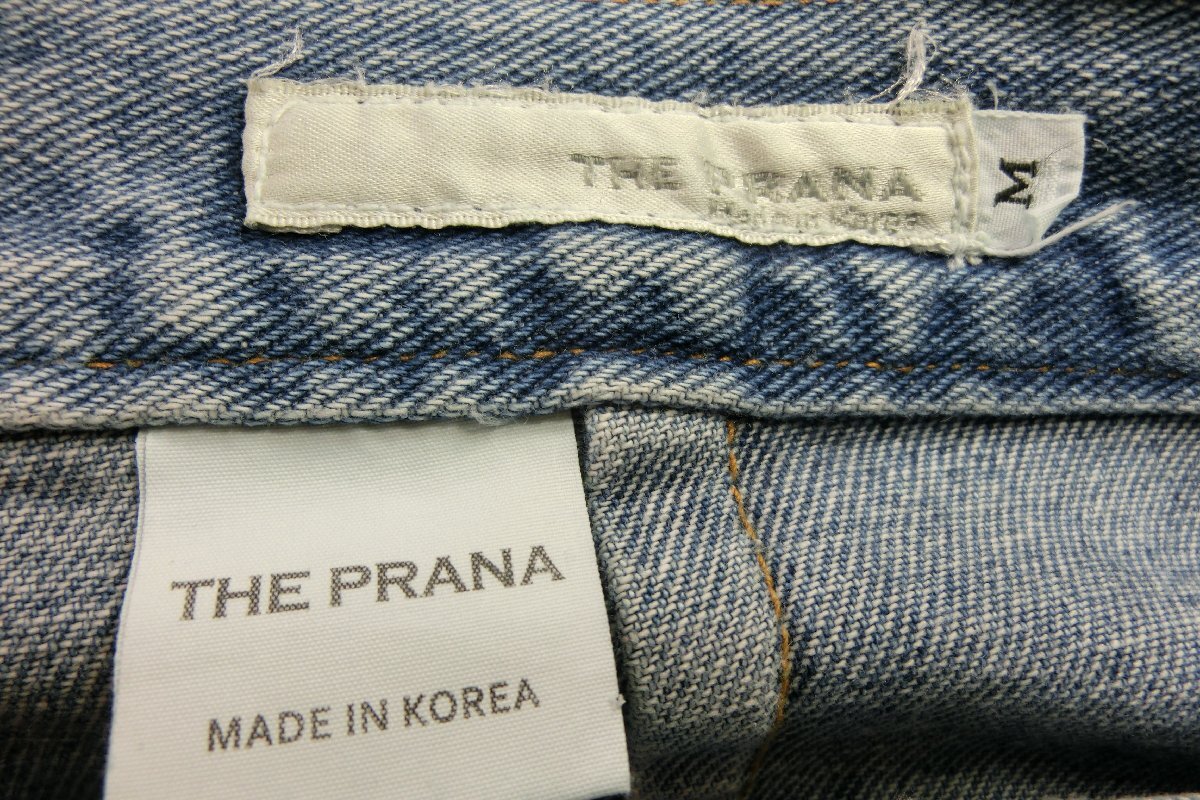 THE PRANA
Made in Korea
M
THE PRANA
MADE IN KOREA